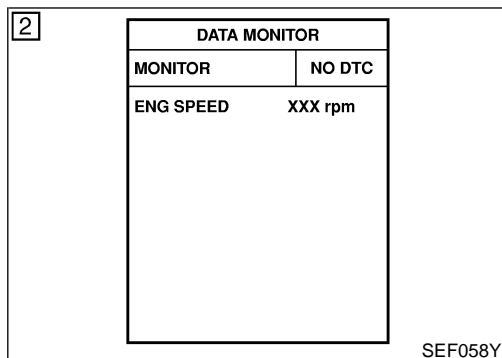 2
DATA MONITOR
MONITOR NO DTC
ENG SPEED XXX rpm
SEF058Y